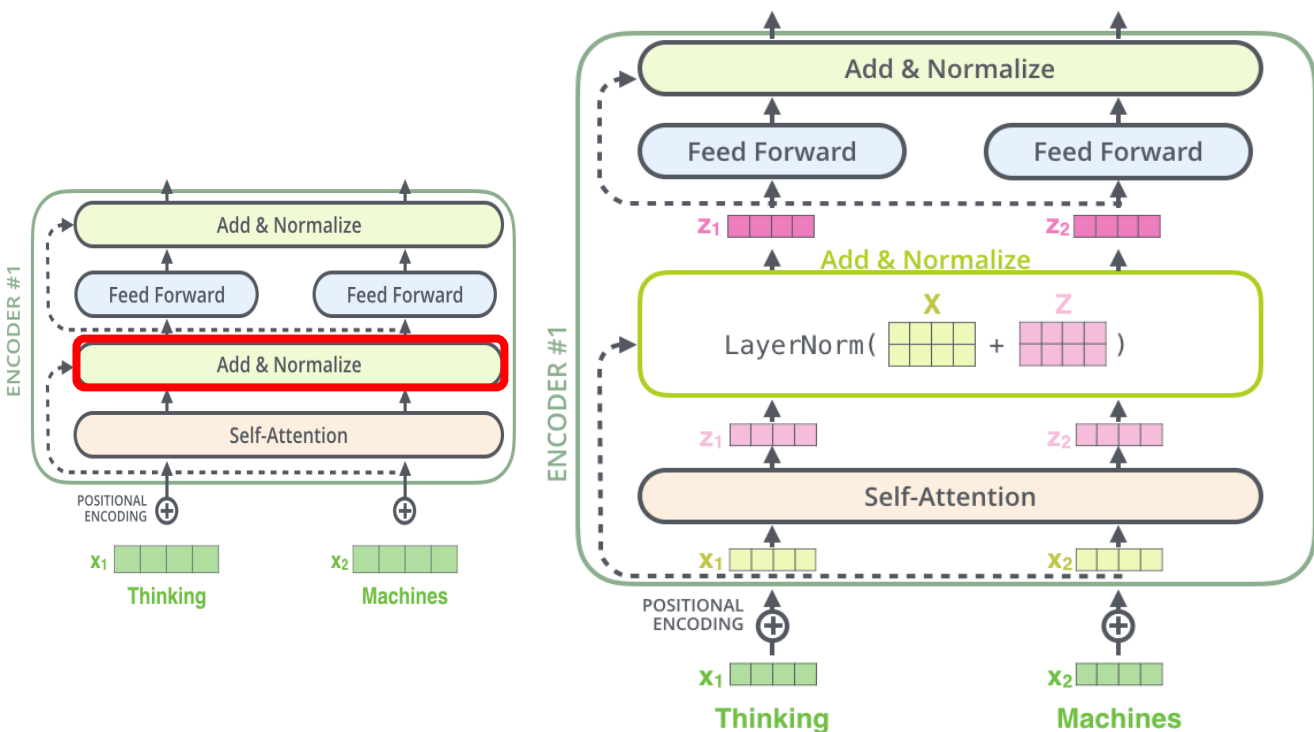 ENCODER #1
Add & Normalize
Feed Forward
Feed Forward
Add & Normalize
Self-Attention
POSITIONAL
ENCODING
x₁
x₂
Thinking
Machines
ENCODER #1
Add & Normalize
Feed Forward
Feed Forward
z₁
z₂
Add & Normalize
X
Z
LayerNorm( + )
z₁
z₂
Self-Attention
x₁
x₂
POSITIONAL
ENCODING
x₁
x₂
Thinking
Machines